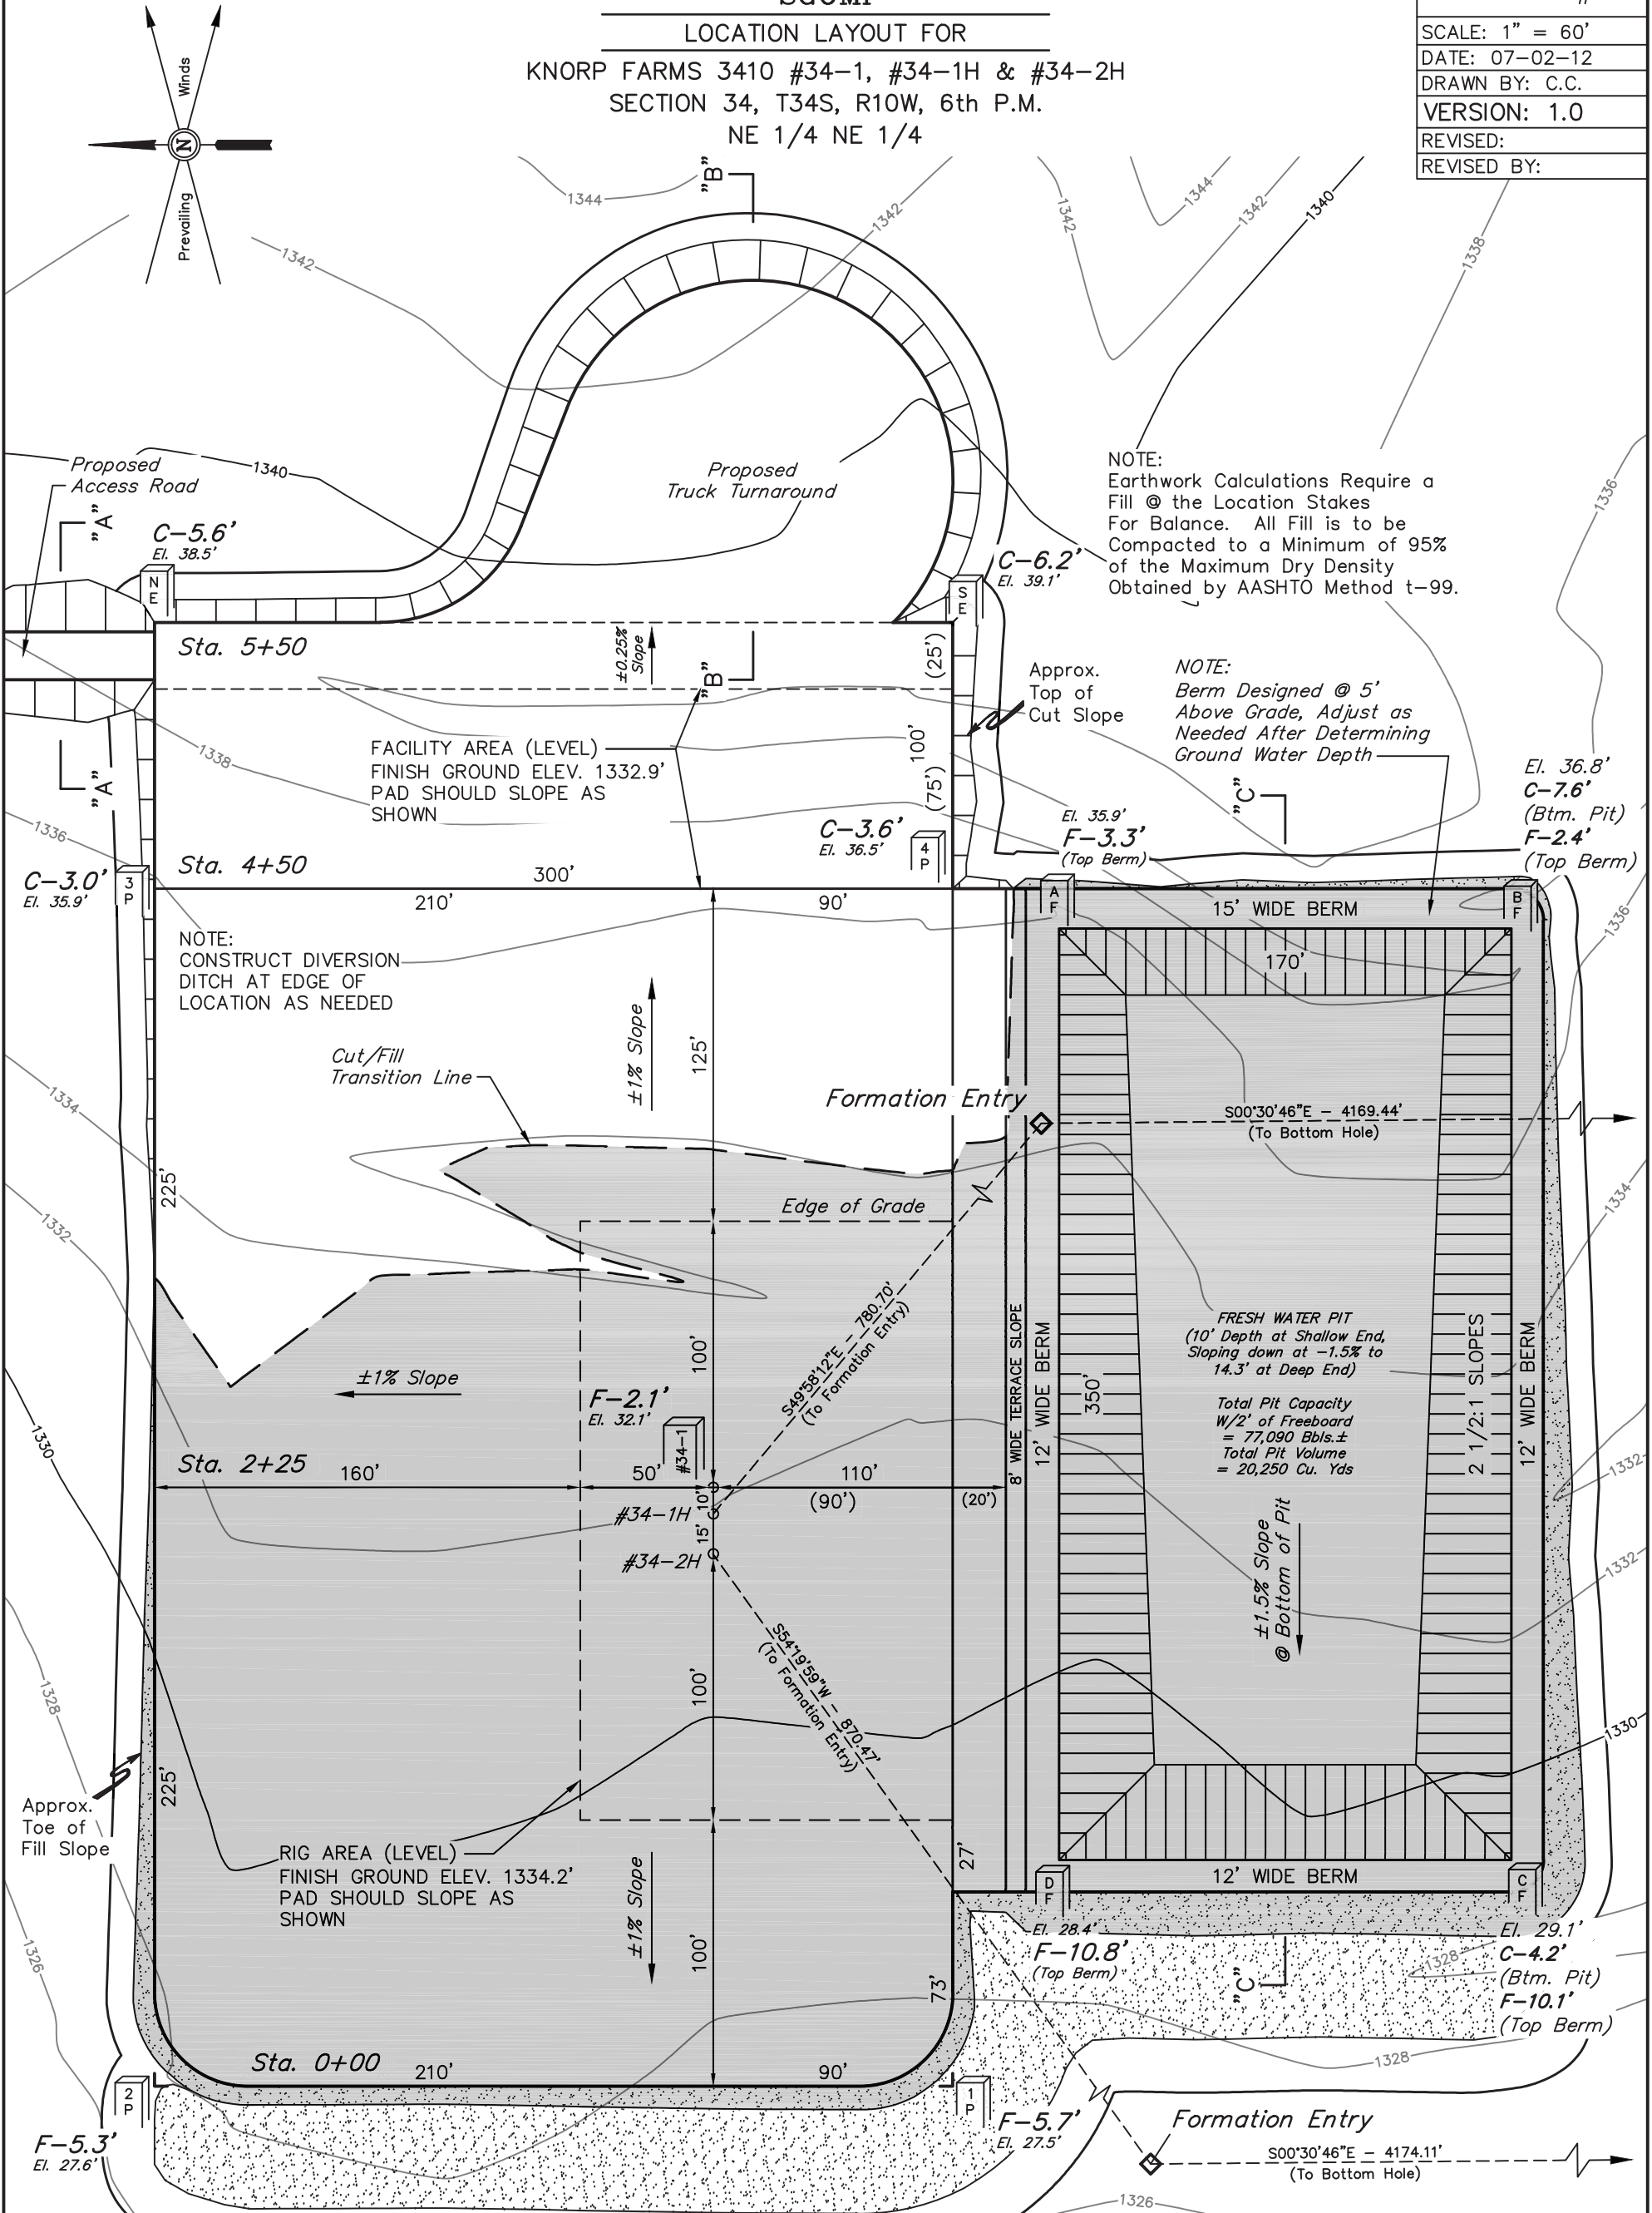 LOCATION LAYOUT FOR
KNORP FARMS 3410 #34-1, #34-1H & #34-2H
SECTION 34, T34S, R10W, 6th P.M.
NE 1/4 NE 1/4
SCALE: 1" = 60'
DATE: 07-02-12
DRAWN BY: C.C.
VERSION: 1.0
REVISED:
REVISED BY:
Winds
N
Prevailing
"B"
1344
1342
1342
1342
1344
1342
1340
1338
Proposed
Access Road
1340
Proposed
Truck Turnaround
"A"
C-5.6'
El. 38.5'
NE
NOTE:
Earthwork Calculations Require a
Fill @ the Location Stakes
For Balance. All Fill is to be
Compacted to a Minimum of 95%
of the Maximum Dry Density
Obtained by AASHTO Method t-99.
1336
C-6.2'
El. 39.1'
SE
Sta. 5+50
±0.25%
Slope
"B"
(25')
Approx.
Top of
Cut Slope
NOTE:
Berm Designed @ 5'
Above Grade, Adjust as
Needed After Determining
Ground Water Depth
1338
"A"
FACILITY AREA (LEVEL)
FINISH GROUND ELEV. 1332.9'
PAD SHOULD SLOPE AS
SHOWN
100'
(75')
"C"
El. 36.8'
C-7.6'
(Btm. Pit)
F-2.4'
(Top Berm)
1336
C-3.6'
El. 36.5'
4P
El. 35.9'
F-3.3'
(Top Berm)
C-3.0'
El. 35.9'
3P
Sta. 4+50
300'
210'
90'
AF
15' WIDE BERM
BF
1336
NOTE:
CONSTRUCT DIVERSION
DITCH AT EDGE OF
LOCATION AS NEEDED
170'
Cut/Fill
Transition Line
±1% Slope
125'
Formation Entry
S00°30'46"E - 4169.44'
(To Bottom Hole)
1334
225'
1332
Edge of Grade
1334
S49°58'12"E - 780.70'
(To Formation Entry)
100'
8' WIDE TERRACE SLOPE
12' WIDE BERM
350'
FRESH WATER PIT
(10' Depth at Shallow End,
Sloping down at -1.5% to
14.3' at Deep End)
Total Pit Capacity
W/2' of Freeboard
= 77,090 Bbls.±
Total Pit Volume
= 20,250 Cu. Yds
2 1/2:1 SLOPES
12' WIDE BERM
±1% Slope
F-2.1'
El. 32.1'
#34-1
1330
Sta. 2+25
160'
50'
110'
(90')
(20')
1332
10'
#34-1H
15'
#34-2H
±1.5% Slope
@ Bottom of Pit
1332
1328
100'
S54°19'59"W - 870.47'
(To Formation Entry)
1330
225'
Approx.
Toe of
Fill Slope
RIG AREA (LEVEL)
FINISH GROUND ELEV. 1334.2'
PAD SHOULD SLOPE AS
SHOWN
±1% Slope
27'
12' WIDE BERM
DF
CF
El. 28.4'
F-10.8'
(Top Berm)
"C"
1328
El. 29.1'
C-4.2'
(Btm. Pit)
F-10.1'
(Top Berm)
1326
100'
73'
Sta. 0+00
210'
90'
1328
2P
1P
F-5.3'
El. 27.6'
F-5.7'
El. 27.5'
Formation Entry
S00°30'46"E - 4174.11'
(To Bottom Hole)
1326